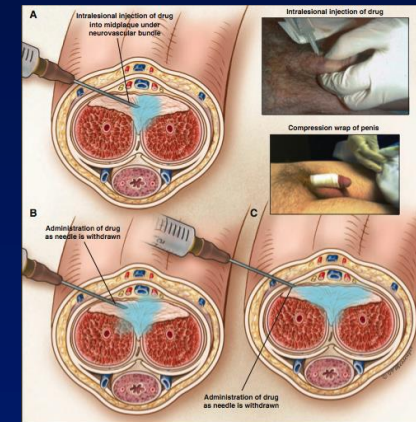 A
Intralesional injection of drug
into midplaque under
neurovascular bundle
Intralesional injection of drug
Compression wrap of penis
B
Administration of drug
as needle is withdrawn
C
Administration of drug
as needle is withdrawn